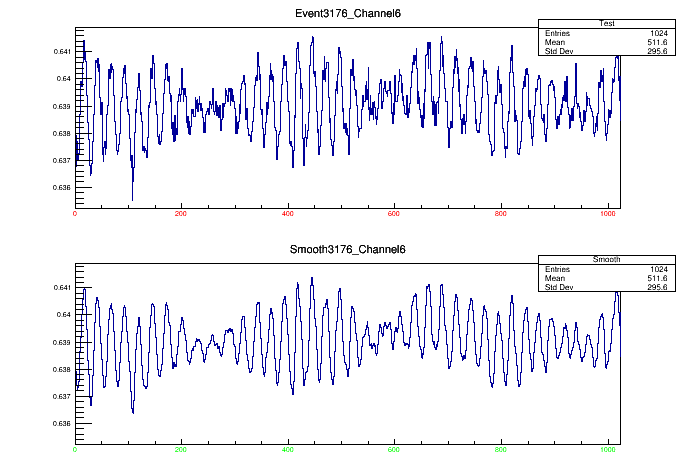 Event3176_Channel6
Test
Entries 1024
Mean 511.6
Std Dev 295.6
0.641
0.64
0.639
0.638
0.637
0.636
0 200 400 600 800 1000
Smooth3176_Channel6
Smooth
Entries 1024
Mean 511.6
Std Dev 295.6
0.641
0.64
0.639
0.638
0.637
0.636
0 200 400 600 800 1000